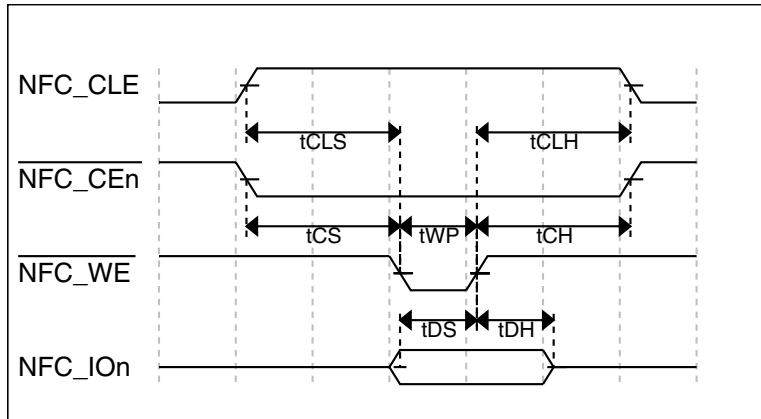 NFC_CLE
tCLS tCLH
NFC_CEn
tCS tWP tCH
NFC_WE
tDS tDH
NFC_IOn